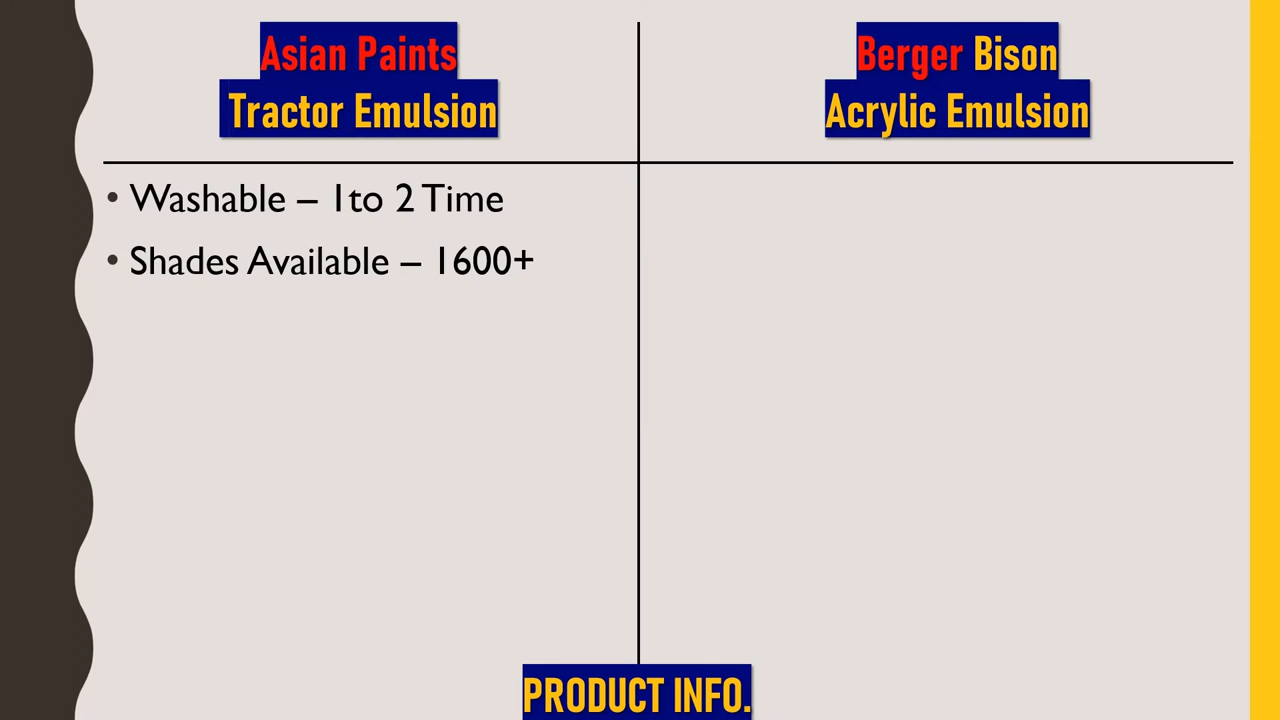 Asian Paints
Tractor Emulsion
Berger Bison
Acrylic Emulsion
• Washable – 1to 2 Time
• Shades Available – 1600+
PRODUCT INFO.